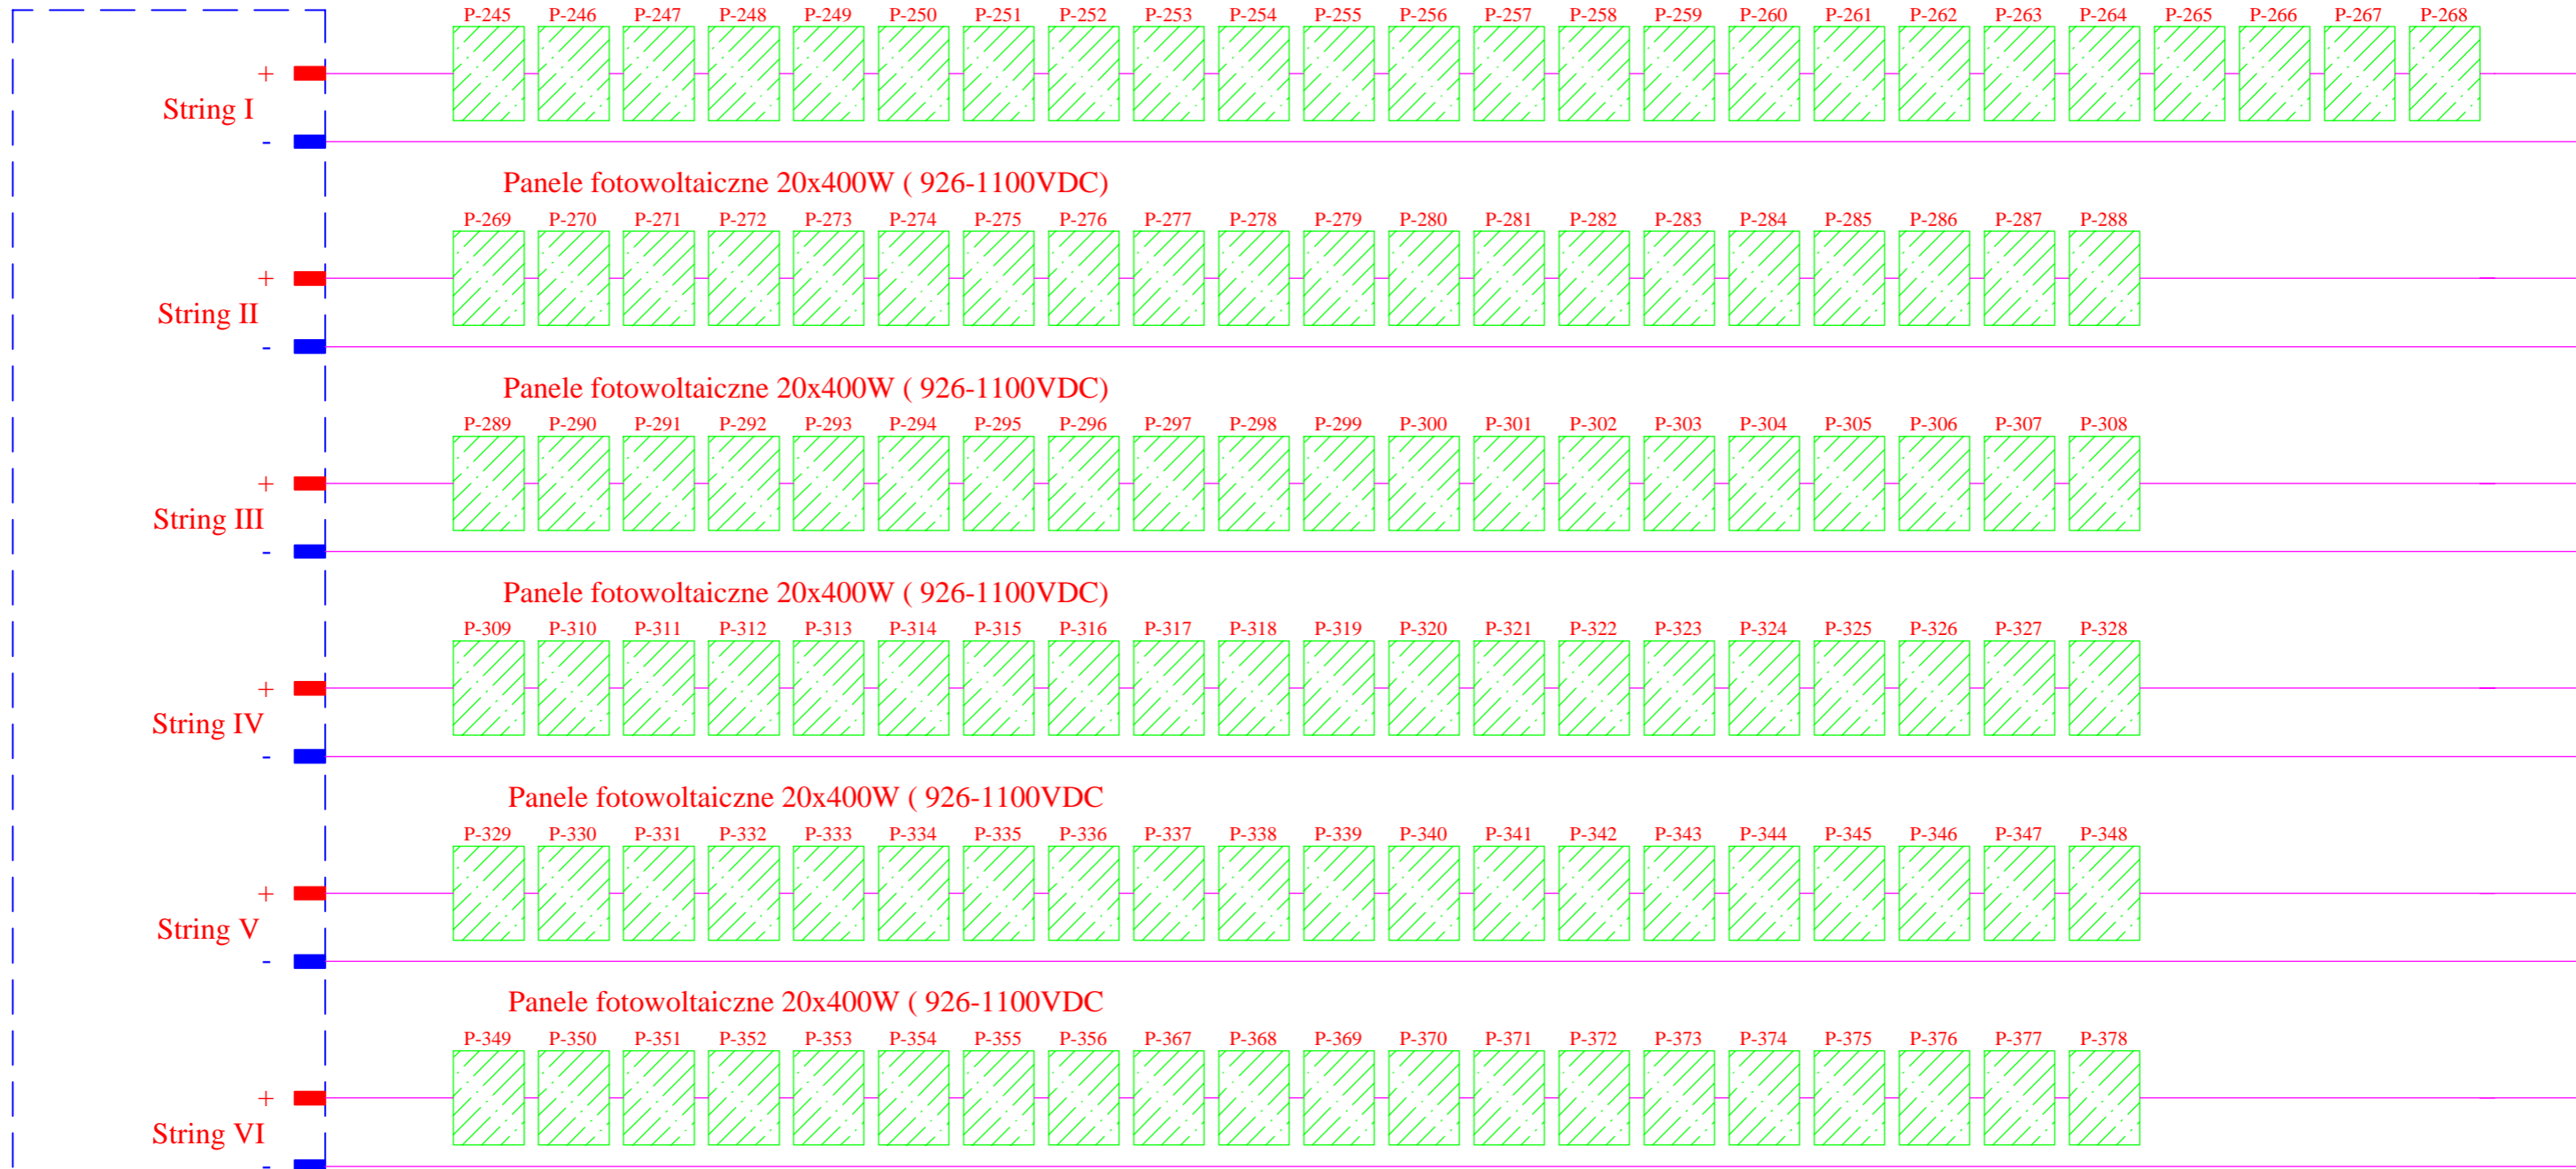 P-245 P-246 P-247 P-248 P-249 P-250 P-251 P-252 P-253 P-254 P-255 P-256 P-257 P-258 P-259 P-260 P-261 P-262 P-263 P-264 P-265 P-266 P-267 P-268
+
String I
-
Panele fotowoltaiczne 20x400W ( 926-1100VDC)
P-269 P-270 P-271 P-272 P-273 P-274 P-275 P-276 P-277 P-278 P-279 P-280 P-281 P-282 P-283 P-284 P-285 P-286 P-287 P-288
+
String II
-
Panele fotowoltaiczne 20x400W ( 926-1100VDC)
P-289 P-290 P-291 P-292 P-293 P-294 P-295 P-296 P-297 P-298 P-299 P-300 P-301 P-302 P-303 P-304 P-305 P-306 P-307 P-308
+
String III
-
Panele fotowoltaiczne 20x400W ( 926-1100VDC)
P-309 P-310 P-311 P-312 P-313 P-314 P-315 P-316 P-317 P-318 P-319 P-320 P-321 P-322 P-323 P-324 P-325 P-326 P-327 P-328
+
String IV
-
Panele fotowoltaiczne 20x400W ( 926-1100VDC
P-329 P-330 P-331 P-332 P-333 P-334 P-335 P-336 P-337 P-338 P-339 P-340 P-341 P-342 P-343 P-344 P-345 P-346 P-347 P-348
+
String V
-
Panele fotowoltaiczne 20x400W ( 926-1100VDC
P-349 P-350 P-351 P-352 P-353 P-354 P-355 P-356 P-367 P-368 P-369 P-370 P-371 P-372 P-373 P-374 P-375 P-376 P-377 P-378
+
String VI
-